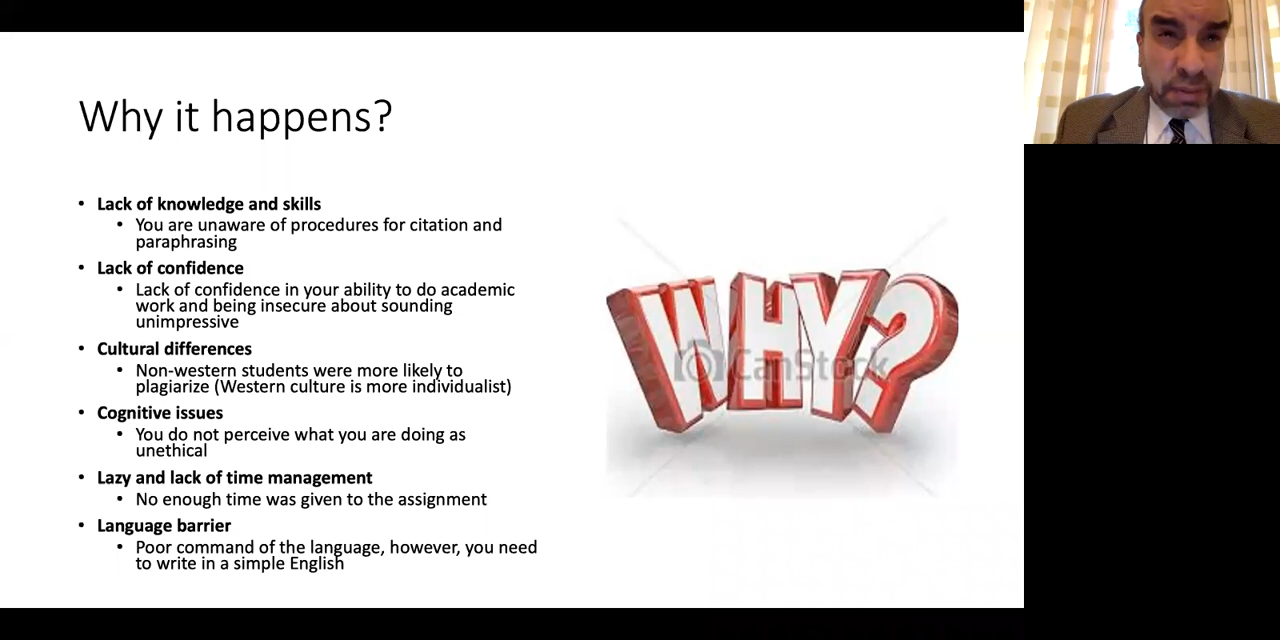 Why it happens?
• Lack of knowledge and skills
• You are unaware of procedures for citation and
paraphrasing
• Lack of confidence
• Lack of confidence in your ability to do academic
work and being insecure about sounding
unimpressive
• Cultural differences
• Non-western students were more likely to
plagiarize (Western culture is more individualist)
• Cognitive issues
• You do not perceive what you are doing as
unethical
• Lazy and lack of time management
• No enough time was given to the assignment
• Language barrier
• Poor command of the language, however, you need
to write in a simple English
WHY?
CanStock